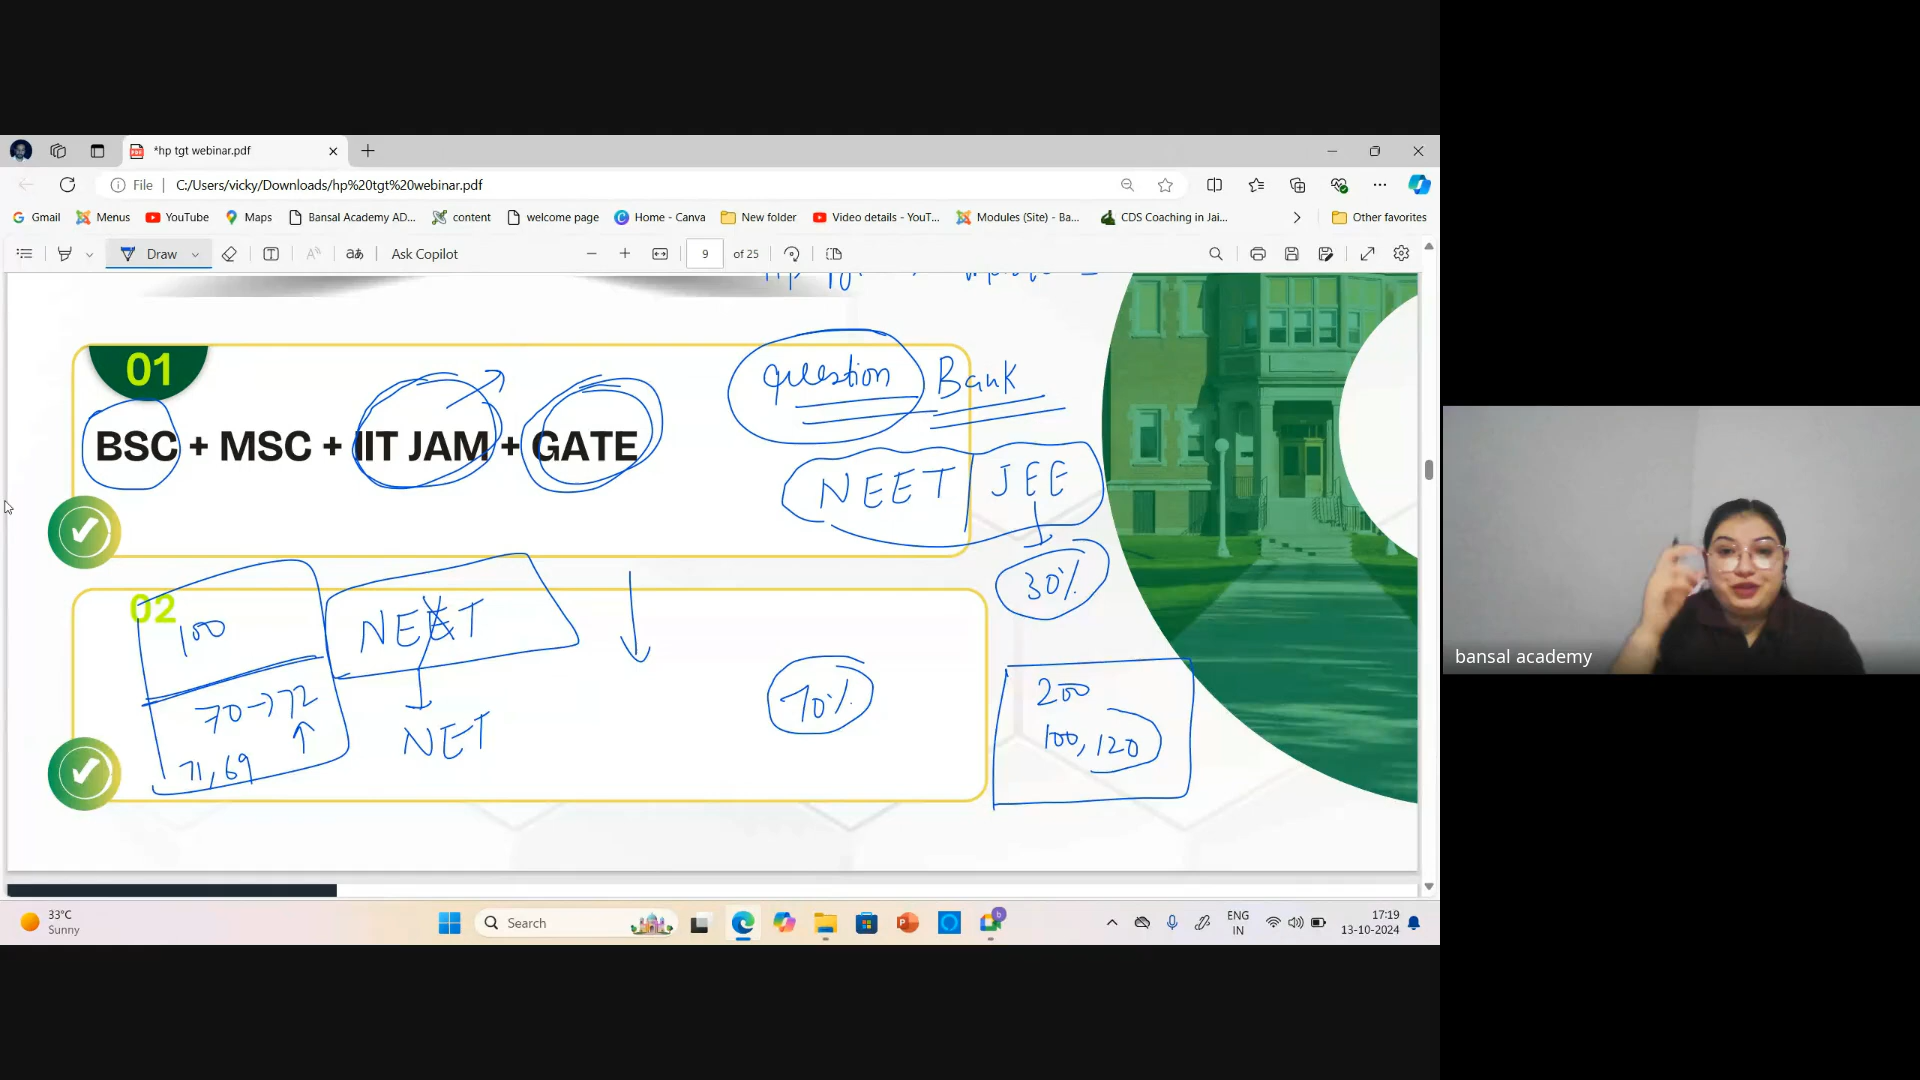 *hp tgt webinar.pdf
File C:/Users/vicky/Downloads/hp%20tgt%20webinar.pdf
Gmail Menus YouTube Maps Bansal Academy AD... content welcome page Home - Canva New folder Video details - YouT... Modules (Site) - Ba... CDS Coaching in Jai... Other favorites
Draw aあ Ask Copilot 9 of 25
01
question Bank
BSC + MSC + IIT JAM + GATE
NEET JEE
30%
02
100
NEET
70→72
70%
200
100, 120
NET
71, 69
bansal academy
33°C
Sunny
Search
ENG
IN
17:19
13-10-2024